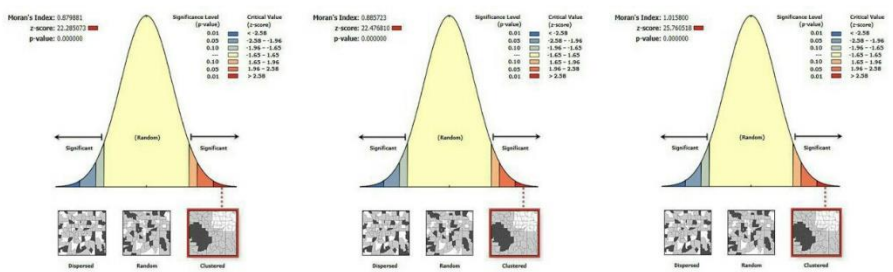 Moran's Index: 0.879881
z-score: 22.285073
p-value: 0.000000
Significance Level (p-value)
Critical Value (z-score)
0.01 < -2.58
0.05 -2.58 – -1.96
0.10 -1.96 – -1.65
--- -1.65 – 1.65
0.10 1.65 – 1.96
0.05 1.96 – 2.58
0.01 > 2.58
(Random)
Significant
Significant
Dispersed
Random
Clustered
Moran's Index: 0.885723
z-score: 22.476810
p-value: 0.000000
Significance Level (p-value)
Critical Value (z-score)
0.01 < -2.58
0.05 -2.58 – -1.96
0.10 -1.96 – -1.65
--- -1.65 – 1.65
0.10 1.65 – 1.96
0.05 1.96 – 2.58
0.01 > 2.58
(Random)
Significant
Significant
Dispersed
Random
Clustered
Moran's Index: 1.015800
z-score: 25.760518
p-value: 0.000000
Significance Level (p-value)
Critical Value (z-score)
0.01 < -2.58
0.05 -2.58 – -1.96
0.10 -1.96 – -1.65
--- -1.65 – 1.65
0.10 1.65 – 1.96
0.05 1.96 – 2.58
0.01 > 2.58
(Random)
Significant
Significant
Dispersed
Random
Clustered